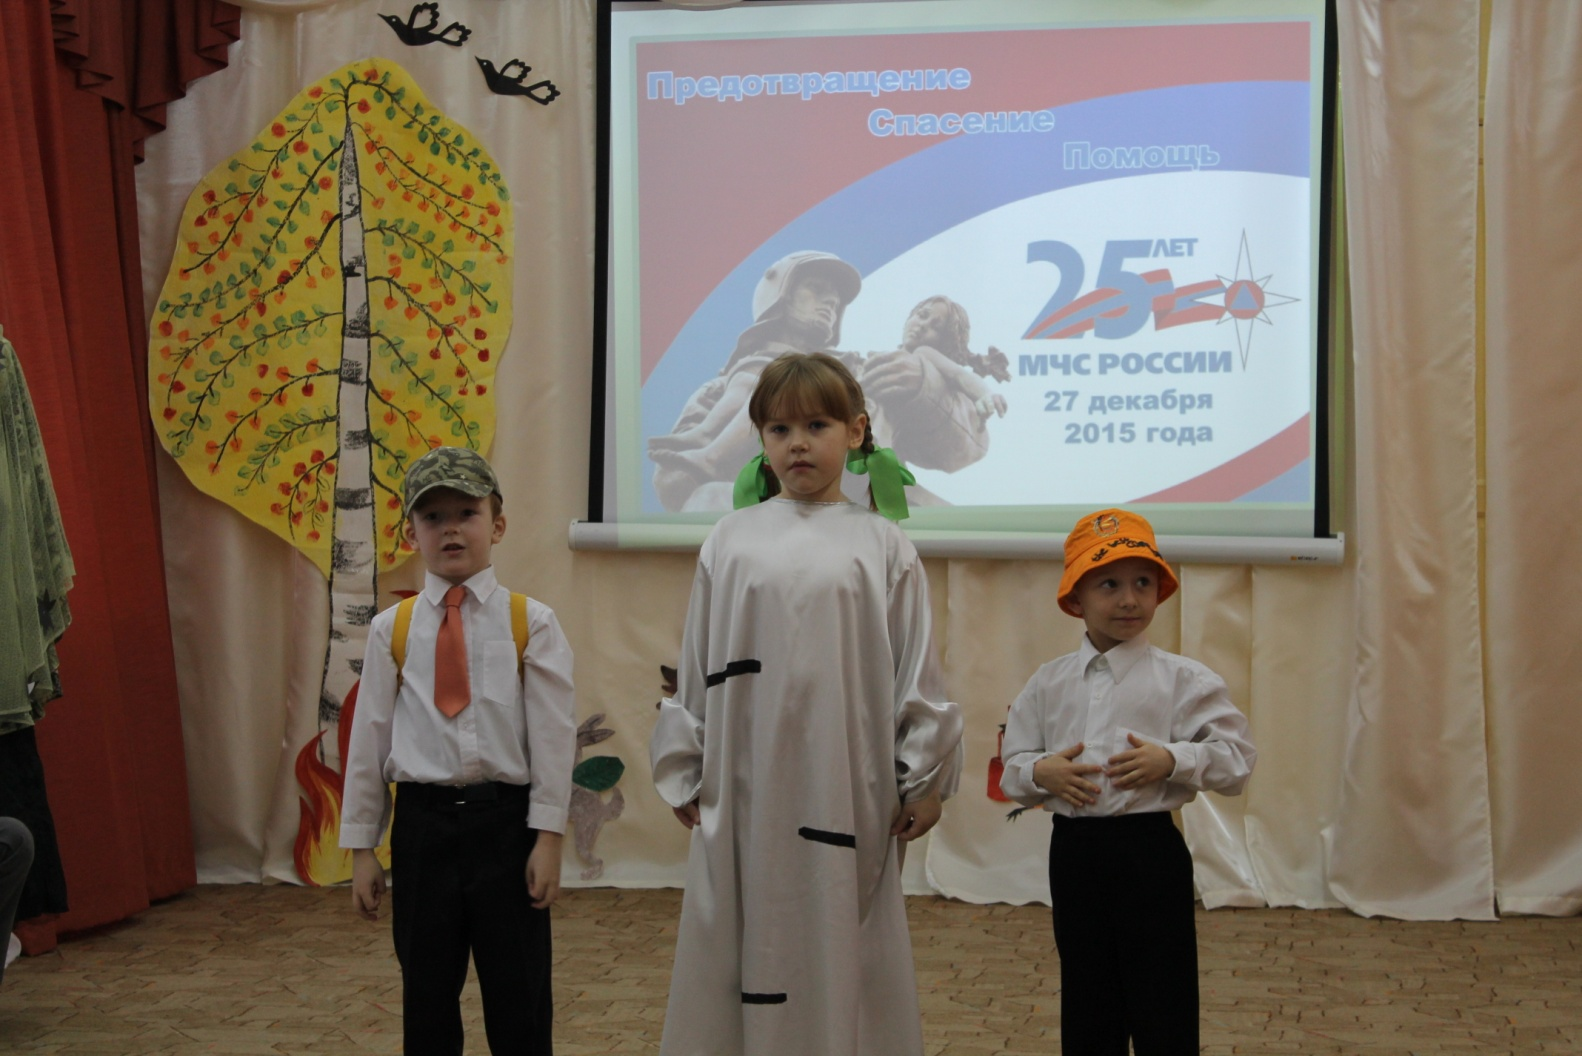 Предотвращение
Спасение
Помощь
25 ЛЕТ
МЧС РОССИИ
27 декабря
2015 года